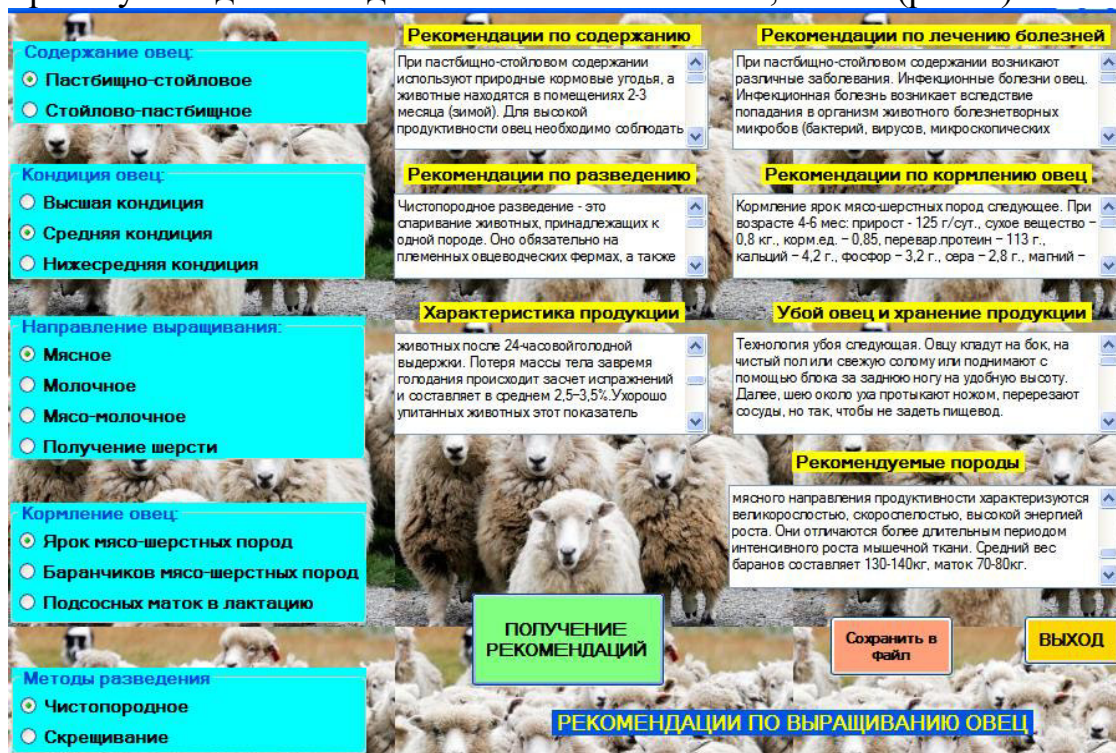 Содержание овец:
Пастбищно-стойловое
Стойлово-пастбищное
Кондиция овец:
Высшая кондиция
Средняя кондиция
Нижесредняя кондиция
Направление выращивания:
Мясное
Молочное
Мясо-молочное
Получение шерсти
Кормление овец:
Ярок мясо-шерстных пород
Баранчиков мясо-шерстных пород
Подсосных маток в лактацию
Методы разведения
Чистопородное
Скрещивание
Рекомендации по содержанию
При пастбищно-стойловом содержании
используют природные кормовые угодья, а
животные находятся в помещениях 2-3
месяца (зимой). Для высокой
продуктивности овец необходимо соблюдать
Рекомендации по разведению
Чистопородное разведение - это
спаривание животных, принадлежащих к
одной породе. Оно обязательно на
племенных овцеводческих фермах, а также
Характеристика продукции
животных после 24-часовойголодной
выдержки. Потеря массы тела завремя
голодания происходит засчет испражнений
и составляет в среднем 2,5–3,5%.Ухорошо
упитанных животных этот показатель
Рекомендации по лечению болезней
При пастбищно-стойловом содержании возникают
различные заболевания. Инфекционные болезни овец.
Инфекционная болезнь возникает вследствие
попадания в организм животного болезнетворных
микробов (бактерий, вирусов, микроскопических
Рекомендации по кормлению овец
Кормление ярок мясо-шерстных пород следующее. При
возрасте 4-6 мес: прирост - 125 г/сут., сухое вещество –
0,8 кг., корм.ед. – 0,85, перевар.протеин – 113 г.,
кальций – 4,2 г., фосфор – 3,2 г., сера – 2,8 г., магний –
Убой овец и хранение продукции
Технология убоя следующая. Овцу кладут на бок, на
чистый пол или свежую солому или поднимают с
помощью блока за заднюю ногу на удобную высоту.
Далее, шею около уха протыкают ножом, перерезают
сосуды, но так, чтобы не задеть пищевод.
Рекомендуемые породы
мясного направления продуктивности характеризуются
великорослостью, скороспелостью, высокой энергией
роста. Они отличаются более длительным периодом
интенсивного роста мышечной ткани. Средний вес
баранов составляет 130-140кг, маток 70-80кг.
ПОЛУЧЕНИЕ
РЕКОМЕНДАЦИЙ
Сохранить в
файл
ВЫХОД
РЕКОМЕНДАЦИИ ПО ВЫРАЩИВАНИЮ ОВЕЦ